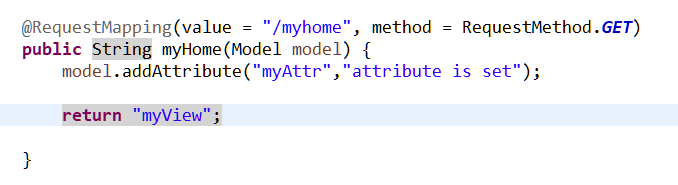 @RequestMapping(value = "/myhome", method = RequestMethod.GET)
public String myHome(Model model) {
model.addAttribute("myAttr","attribute is set");
return "myView";
}